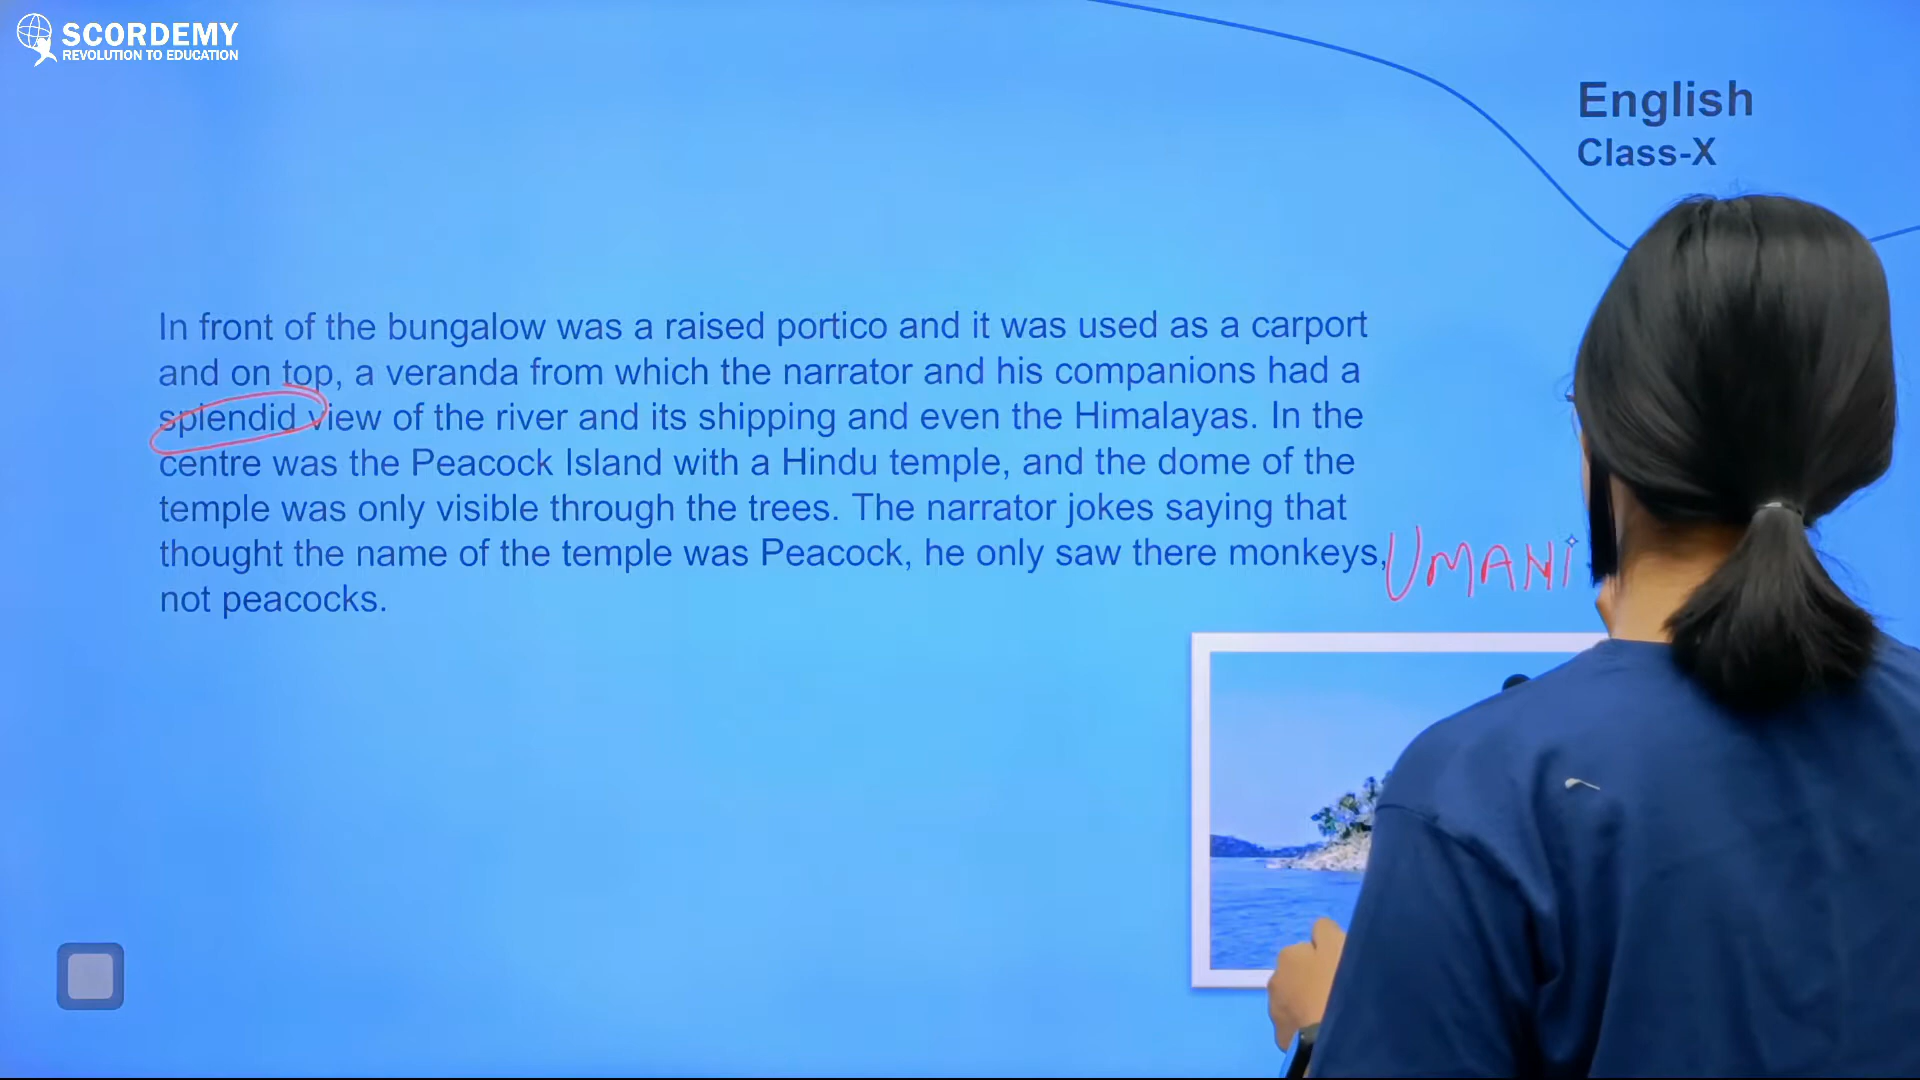 SCORDEMY
REVOLUTION TO EDUCATION
English
Class-X
In front of the bungalow was a raised portico and it was used as a carport
and on top, a veranda from which the narrator and his companions had a
splendid view of the river and its shipping and even the Himalayas. In the
centre was the Peacock Island with a Hindu temple, and the dome of the
temple was only visible through the trees. The narrator jokes saying that
thought the name of the temple was Peacock, he only saw there monkeys,
not peacocks.
UMANI